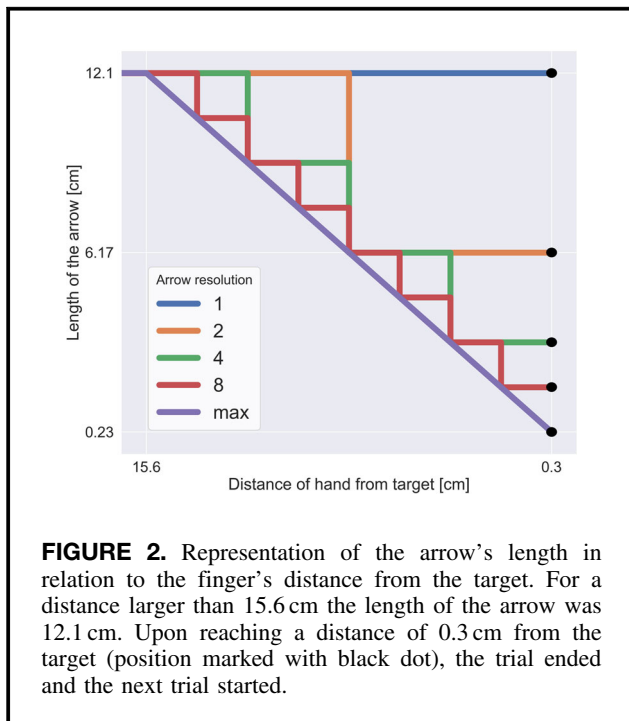 12.1
6.17
0.23
Length of the arrow [cm]
Arrow resolution
1
2
4
8
max
15.6
0.3
Distance of hand from target [cm]
FIGURE 2. Representation of the arrow's length in
relation to the finger's distance from the target. For a
distance larger than 15.6 cm the length of the arrow was
12.1 cm. Upon reaching a distance of 0.3 cm from the
target (position marked with black dot), the trial ended
and the next trial started.